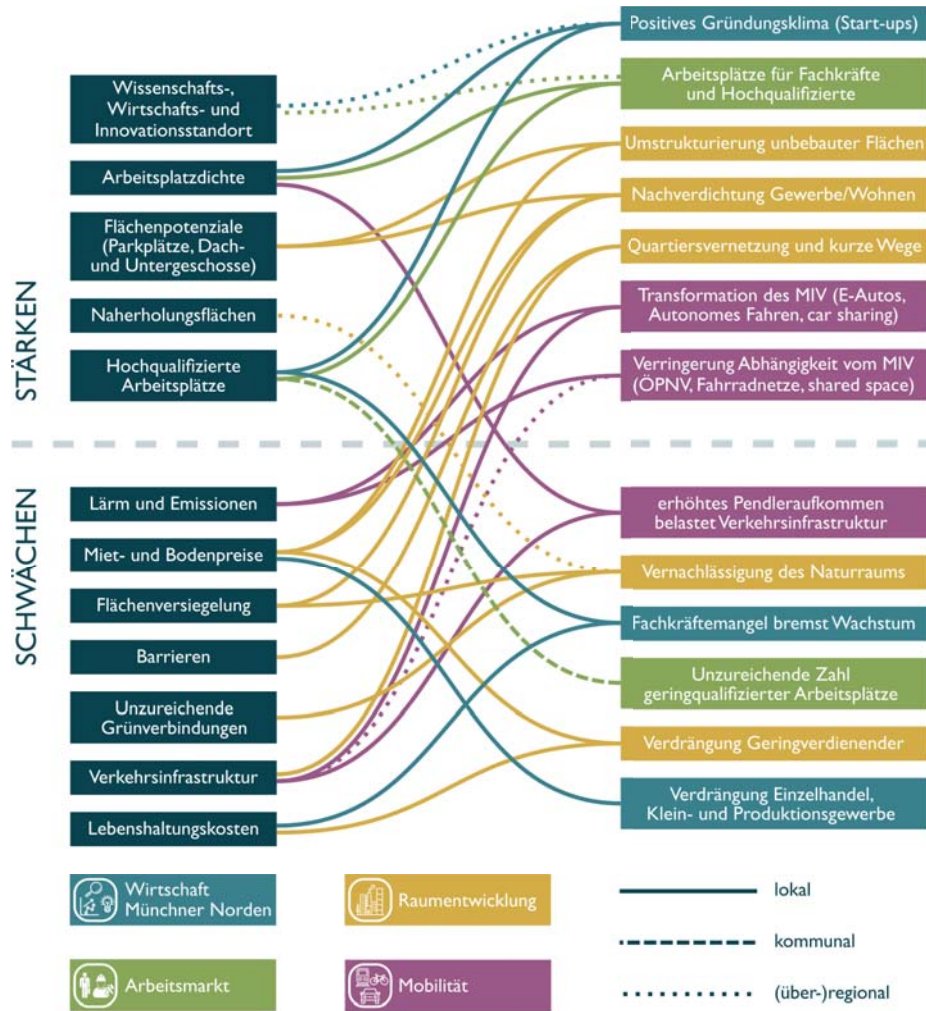 STÄRKEN
Wissenschafts-,
Wirtschafts- und
Innovationsstandort
Arbeitsplatzdichte
Flächenpotenziale
(Parkplätze, Dach-
und Untergeschosse)
Naherholungsflächen
Hochqualifizierte
Arbeitsplätze
SCHWÄCHEN
Lärm und Emissionen
Miet- und Bodenpreise
Flächenversiegelung
Barrieren
Unzureichende
Grünverbindungen
Verkehrsinfrastruktur
Lebenshaltungskosten
Positives Gründungsklima (Start-ups)
Arbeitsplätze für Fachkräfte
und Hochqualifizierte
Umstrukturierung unbebauter Flächen
Nachverdichtung Gewerbe/Wohnen
Quartiersvernetzung und kurze Wege
Transformation des MIV (E-Autos,
Autonomes Fahren, car sharing)
Verringerung Abhängigkeit vom MIV
(ÖPNV, Fahrradnetze, shared space)
erhöhtes Pendleraufkommen
belastet Verkehrsinfrastruktur
Vernachlässigung des Naturraums
Fachkräftemangel bremst Wachstum
Unzureichende Zahl
geringqualifizierter Arbeitsplätze
Verdrängung Geringverdienender
Verdrängung Einzelhandel,
Klein- und Produktionsgewerbe
Wirtschaft
Münchner Norden
Raumentwicklung
Arbeitsmarkt
Mobilität
lokal
kommunal
(über-)regional